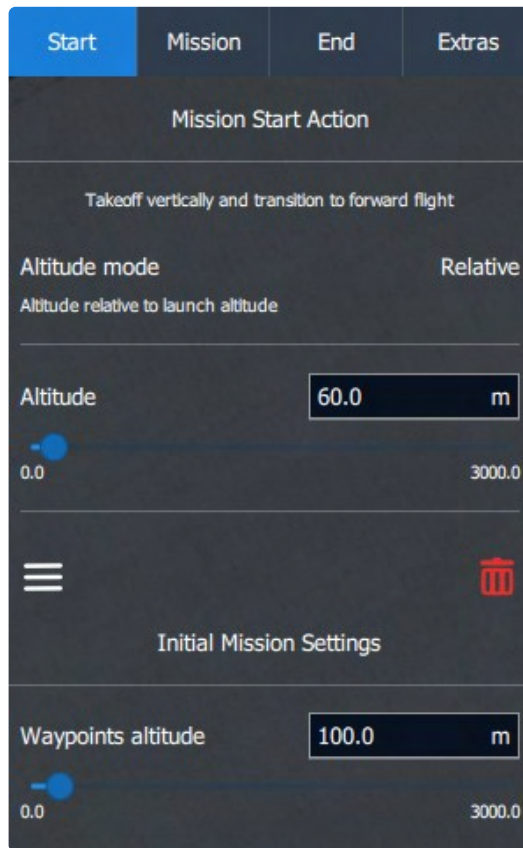 Start Mission End Extras
Mission Start Action
Takeoff vertically and transition to forward flight
Altitude mode Relative
Altitude relative to launch altitude
Altitude 60.0 m
0.0 3000.0
Initial Mission Settings
Waypoints altitude 100.0 m
0.0 3000.0